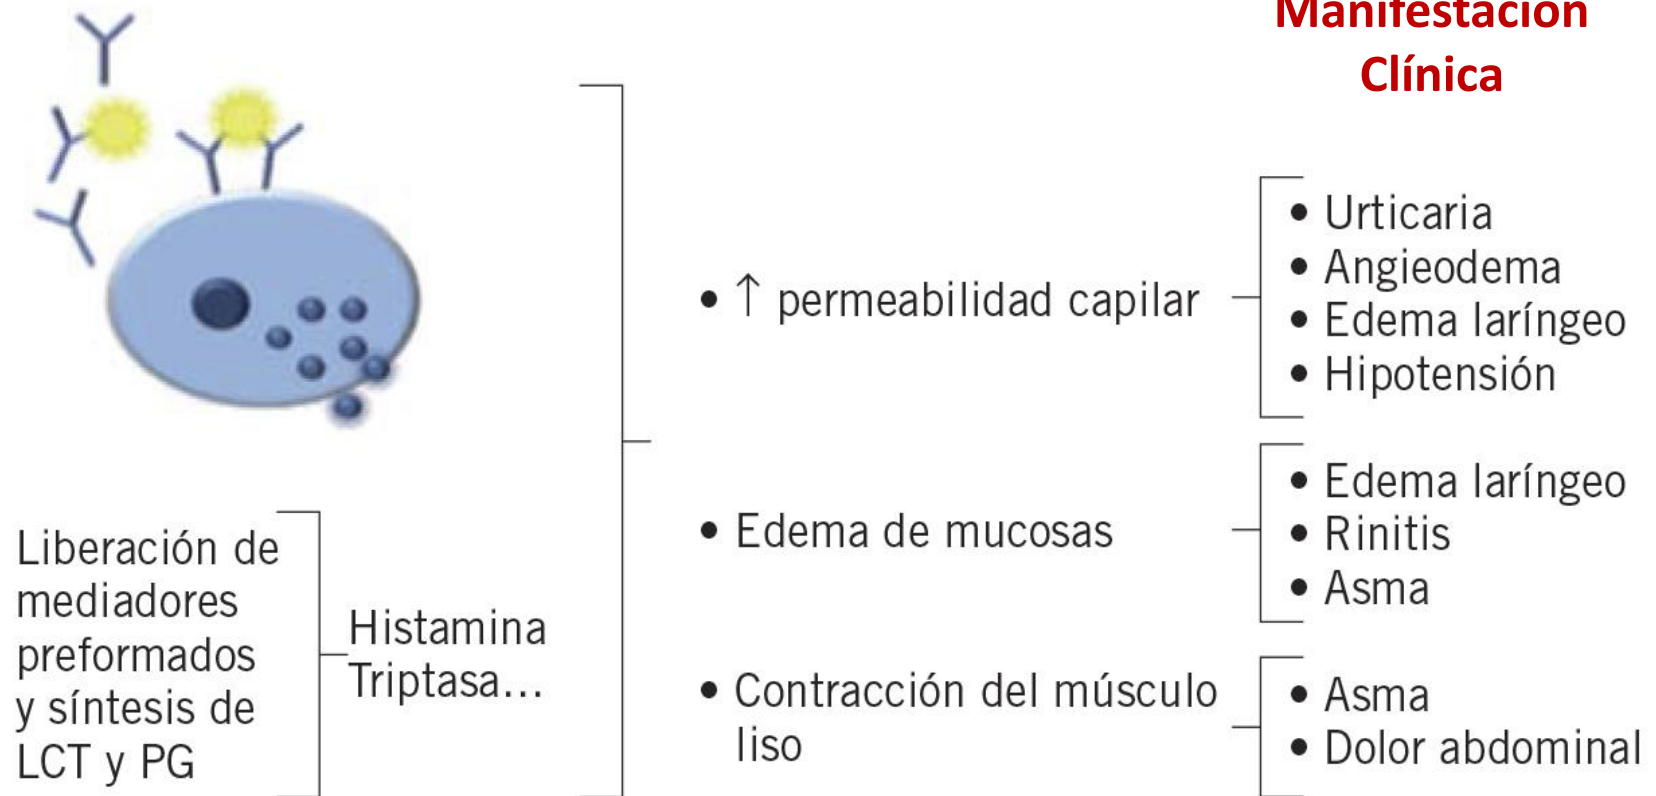 Manifestación
Clínica
Liberación de
mediadores
preformados
y síntesis de
LCT y PG
Histamina
Triptasa...
• ↑ permeabilidad capilar
• Urticaria
• Angieodema
• Edema laríngeo
• Hipotensión
• Edema de mucosas
• Edema laríngeo
• Rinitis
• Asma
• Contracción del músculo
liso
• Asma
• Dolor abdominal